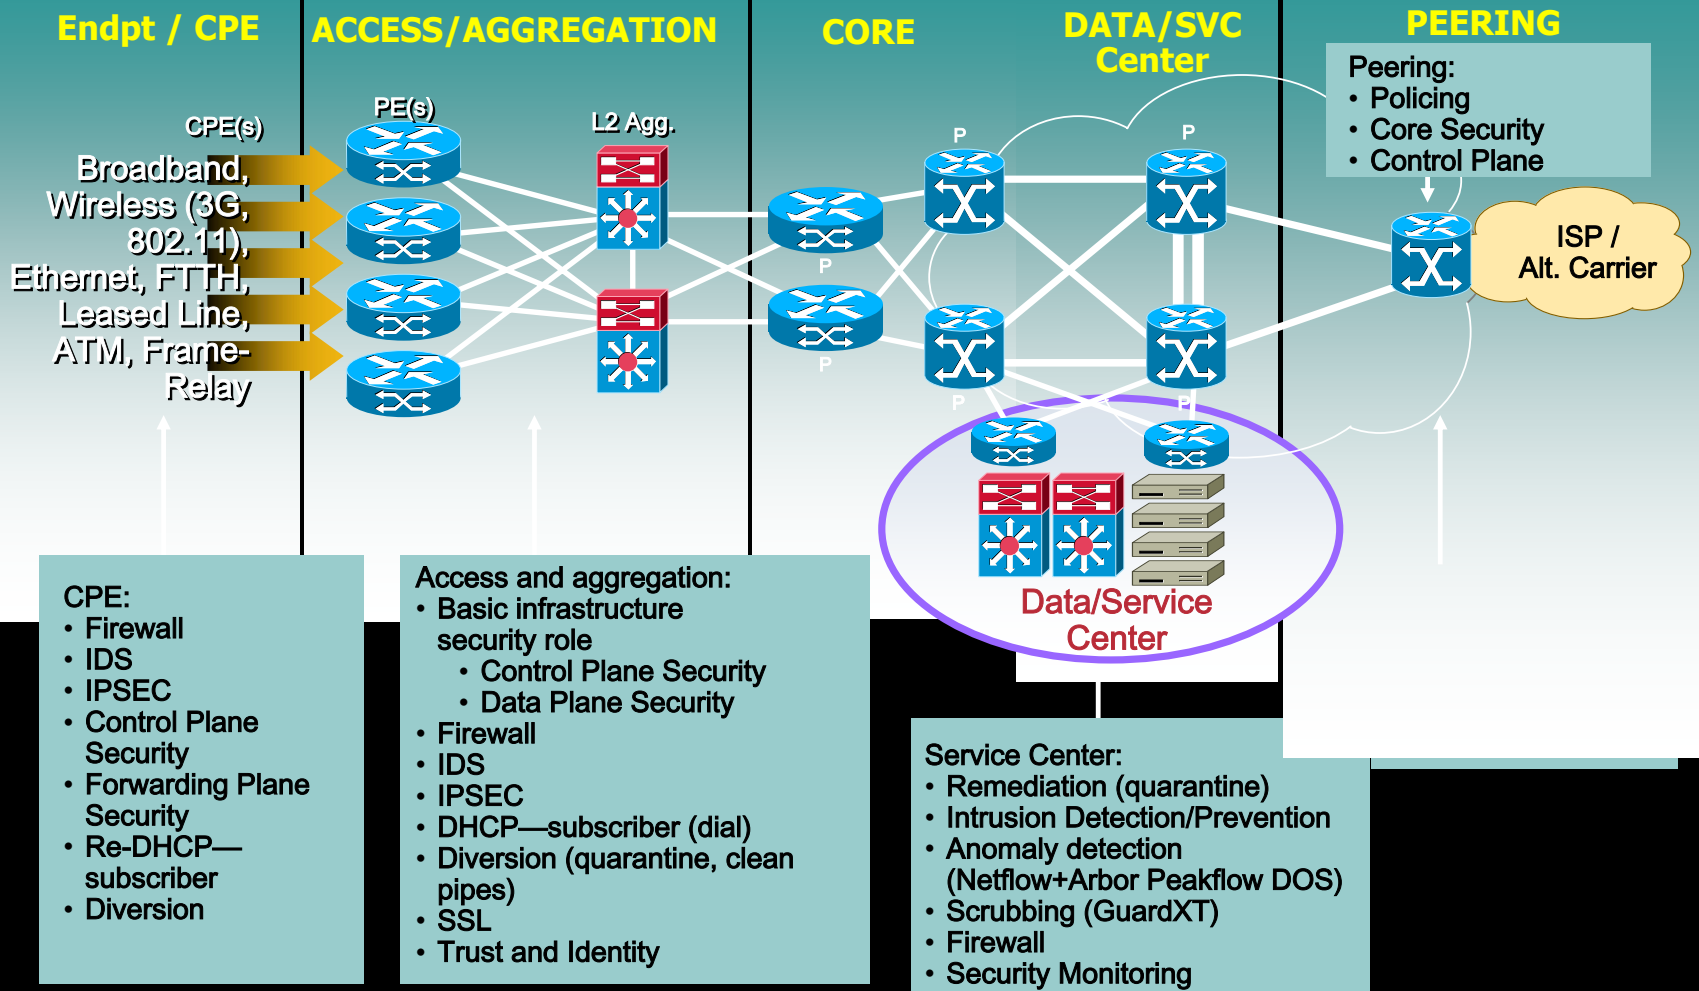 Endpt / CPE
ACCESS/AGGREGATION
CORE
DATA/SVC
Center
PEERING
Peering:
• Policing
• Core Security
• Control Plane
CPE(s)
PE(s)
L2 Agg.
P
P
Broadband,
Wireless (3G,
802.11),
Ethernet, FTTH,
Leased Line,
ATM, Frame-
Relay
P
P
P
P
ISP /
Alt. Carrier
Data/Service
Center
CPE:
• Firewall
• IDS
• IPSEC
• Control Plane
Security
• Forwarding Plane
Security
• Re-DHCP—
subscriber
• Diversion
Access and aggregation:
• Basic infrastructure
security role
• Control Plane Security
• Data Plane Security
• Firewall
• IDS
• IPSEC
• DHCP—subscriber (dial)
• Diversion (quarantine, clean
pipes)
• SSL
• Trust and Identity
Service Center:
• Remediation (quarantine)
• Intrusion Detection/Prevention
• Anomaly detection
(Netflow+Arbor Peakflow DOS)
• Scrubbing (GuardXT)
• Firewall
• Security Monitoring